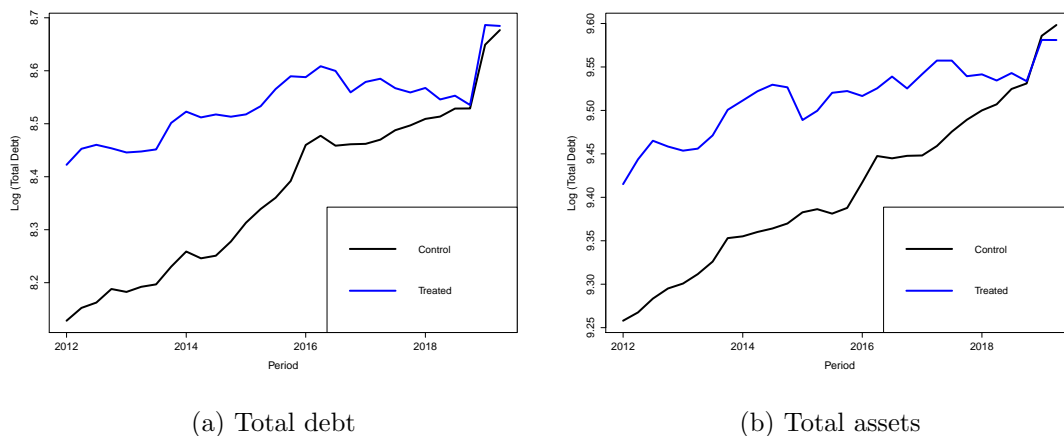 8.7
8.6
8.5
8.4
8.3
8.2
Log (Total Debt)
Control
Treated
2012 2014 2016 2018
Period
(a) Total debt
9.60
9.55
9.50
9.45
9.40
9.35
9.30
9.25
Log (Total Debt)
Control
Treated
2012 2014 2016 2018
Period
(b) Total assets